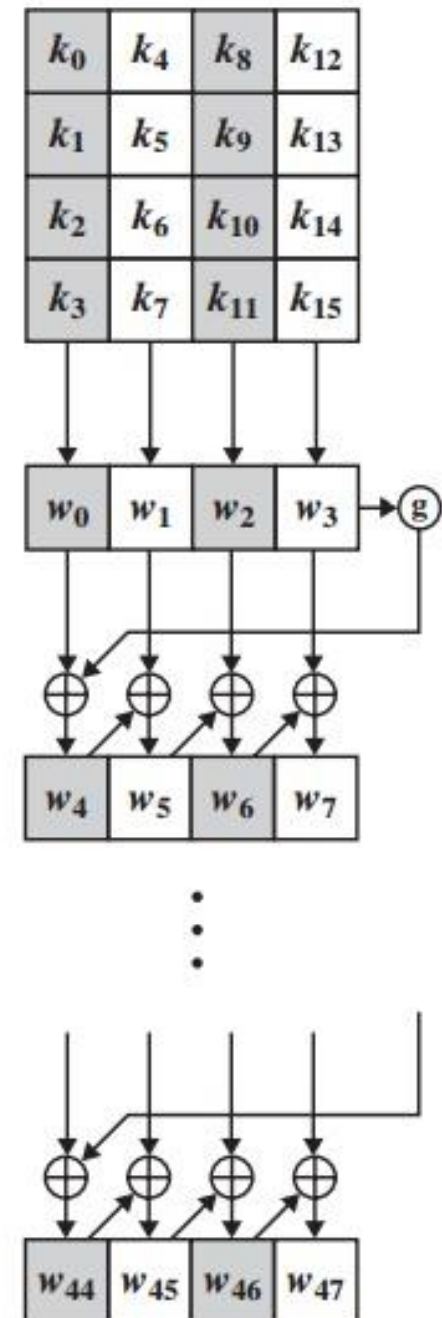 k₀ k₄ k₈ k₁₂
k₁ k₅ k₉ k₁₃
k₂ k₆ k₁₀ k₁₄
k₃ k₇ k₁₁ k₁₅
w₀ w₁ w₂ w₃ g
w₄ w₅ w₆ w₇
w₄₄ w₄₅ w₄₆ w₄₇